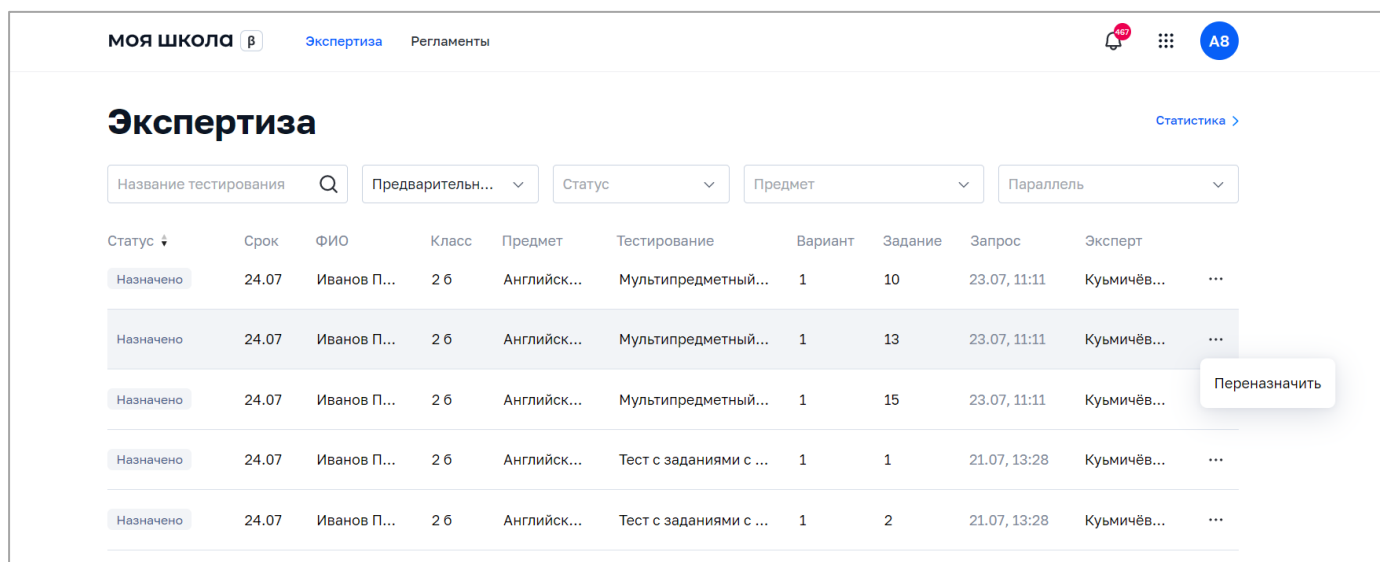 моя школа β Экспертиза Регламенты 467 A8
Экспертиза
Статистика
Название тестирования Предварительн... Статус Предмет Параллель
Статус Срок ФИО Класс Предмет Тестирование Вариант Задание Запрос Эксперт
Назначено 24.07 Иванов П... 2 б Английск... Мультипредметный... 1 10 23.07, 11:11 Куьмичёв... ...
Назначено 24.07 Иванов П... 2 б Английск... Мультипредметный... 1 13 23.07, 11:11 Куьмичёв... ...
Переназначить
Назначено 24.07 Иванов П... 2 б Английск... Мультипредметный... 1 15 23.07, 11:11 Куьмичёв...
Назначено 24.07 Иванов П... 2 б Английск... Тест с заданиями с ... 1 1 21.07, 13:28 Куьмичёв... ...
Назначено 24.07 Иванов П... 2 б Английск... Тест с заданиями с ... 1 2 21.07, 13:28 Куьмичёв... ...